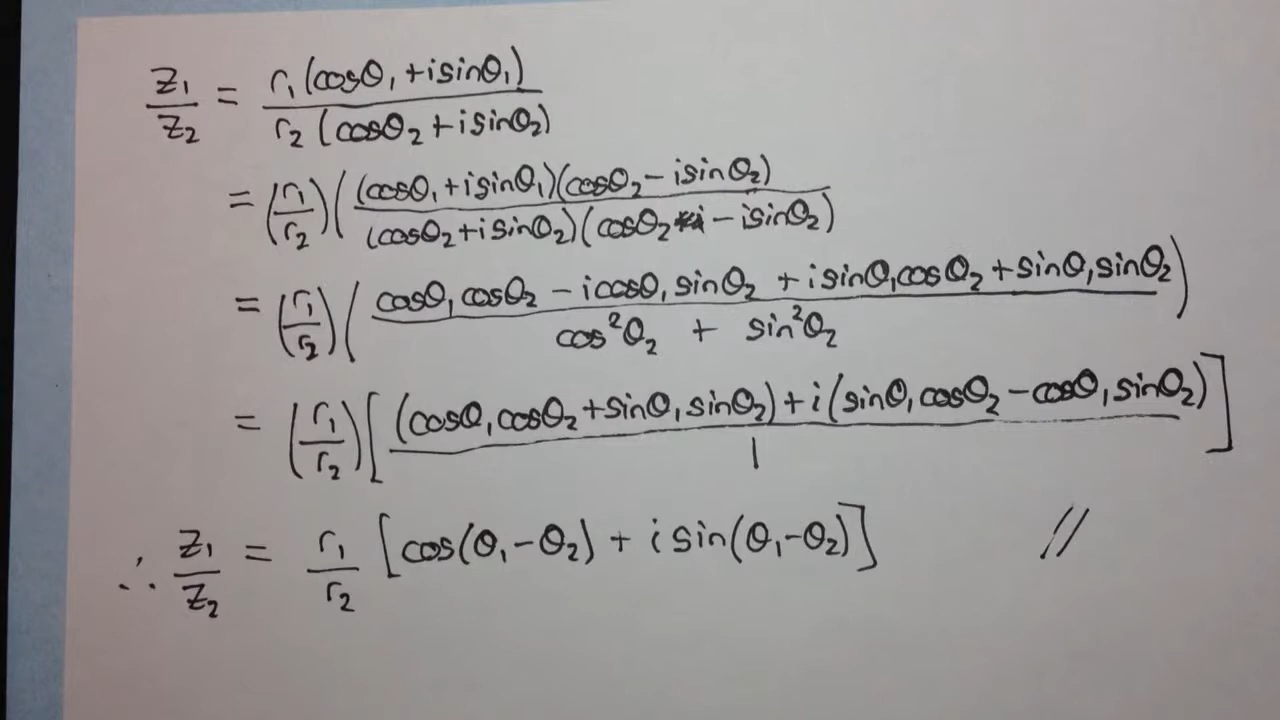 z₁/z₂ = r₁(cosθ₁+isinθ₁)/r₂(cosθ₂+isinθ₂)
= (r₁/r₂)((cosθ₁+isinθ₁)(cosθ₂-isinθ₂)/(cosθ₂+isinθ₂)(cosθ₂-isinθ₂)
= (r₁/r₂)(cosθ₁cosθ₂ - icosθ₁sinθ₂ + isinθ₁cosθ₂ + sinθ₁sinθ₂/cos²θ₂ + sin²θ₂)
= (r₁/r₂)[(cosθ₁cosθ₂+sinθ₁sinθ₂)+i(sinθ₁cosθ₂-cosθ₁sinθ₂)/1]
∴ z₁/z₂ = r₁/r₂ [cos(θ₁-θ₂) + i sin(θ₁-θ₂)] //